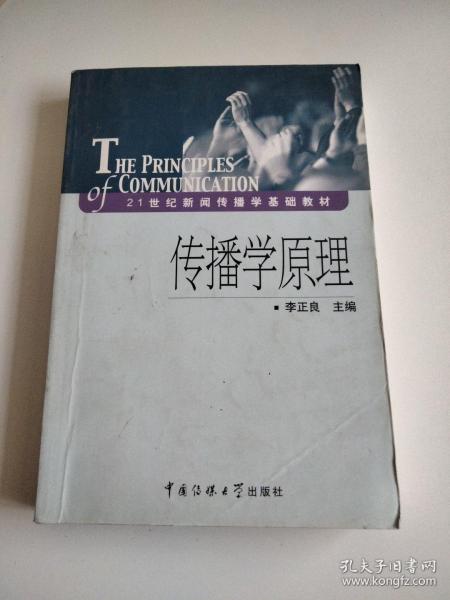 THE PRINCIPLES
of COMMUNICATION
21世纪新闻传播学基础教材
传播学原理
李正良 主编
中国传媒大学出版社
孔夫子旧书网
www.kongfz.com